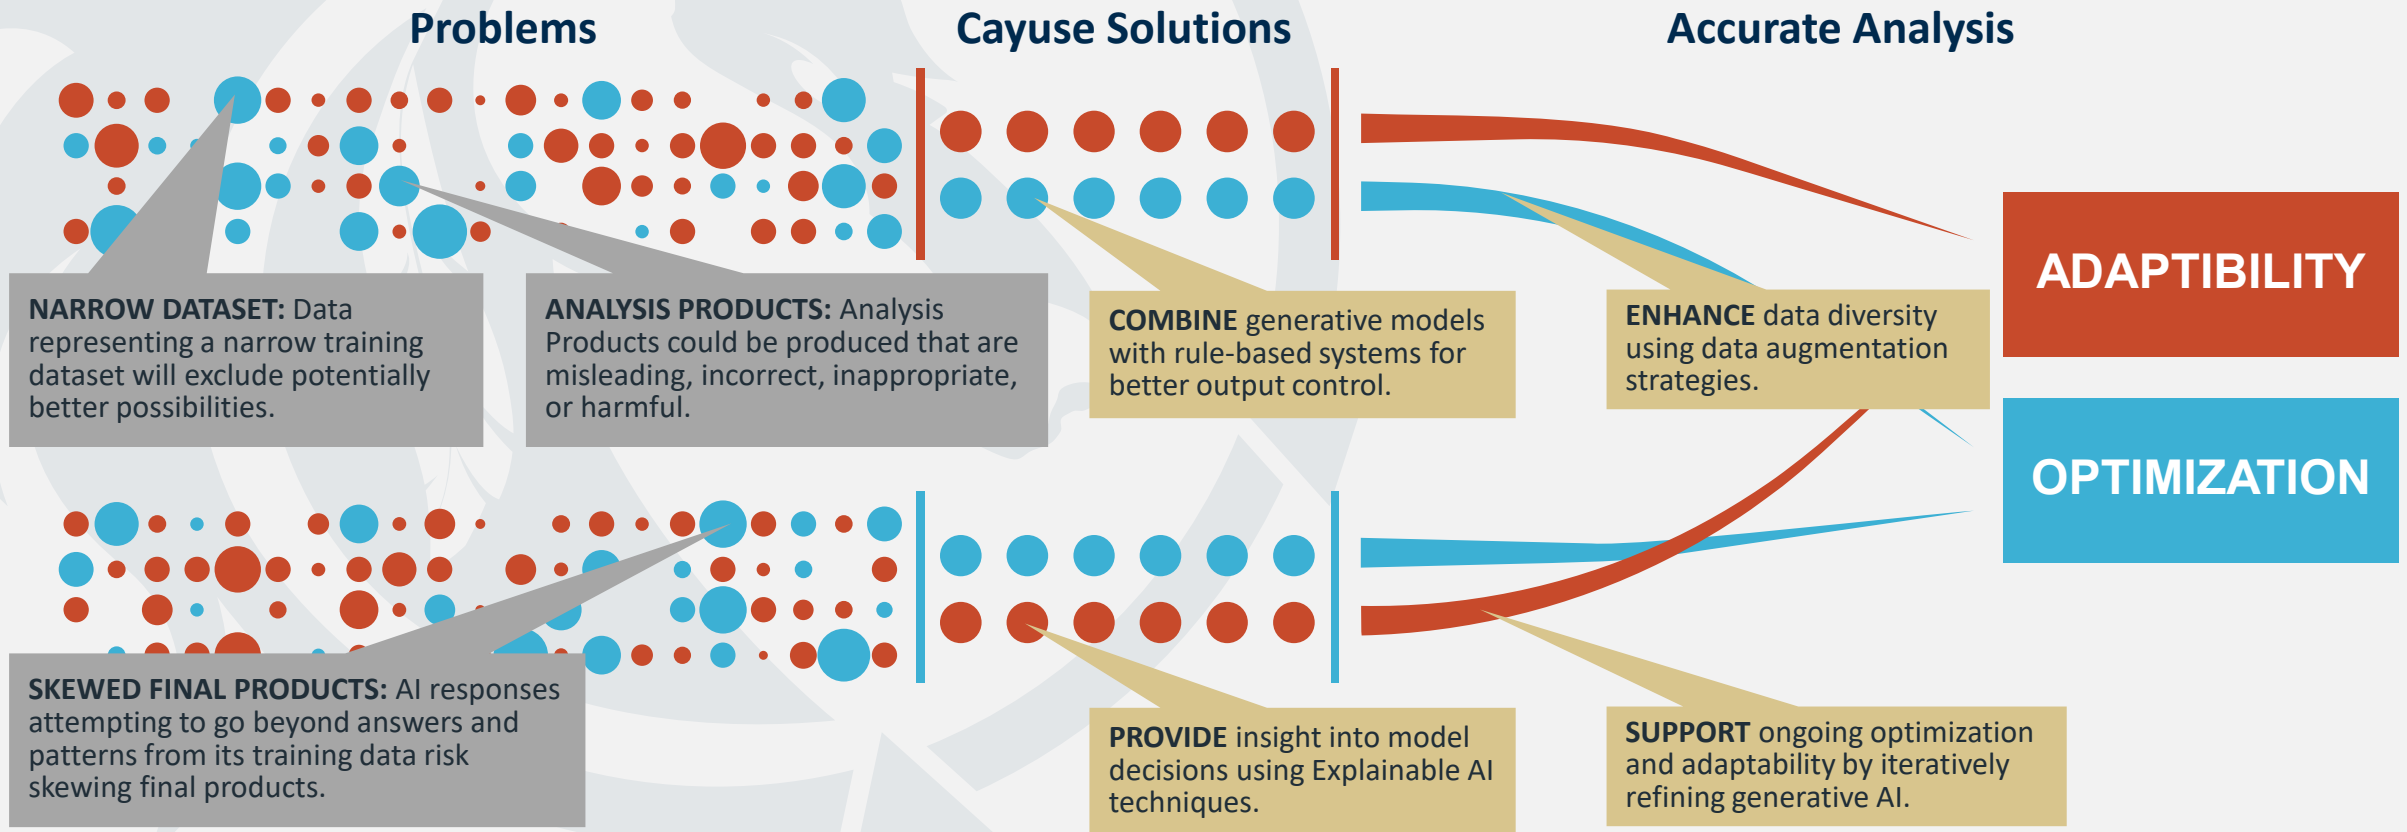 Problems
Cayuse Solutions
Accurate Analysis
NARROW DATASET: Data
representing a narrow training
dataset will exclude potentially
better possibilities.
ANALYSIS PRODUCTS: Analysis
Products could be produced that are
misleading, incorrect, inappropriate,
or harmful.
COMBINE generative models
with rule-based systems for
better output control.
ENHANCE data diversity
using data augmentation
strategies.
ADAPTIBILITY
OPTIMIZATION
SKEWED FINAL PRODUCTS: AI responses
attempting to go beyond answers and
patterns from its training data risk
skewing final products.
PROVIDE insight into model
decisions using Explainable AI
techniques.
SUPPORT ongoing optimization
and adaptability by iteratively
refining generative AI.